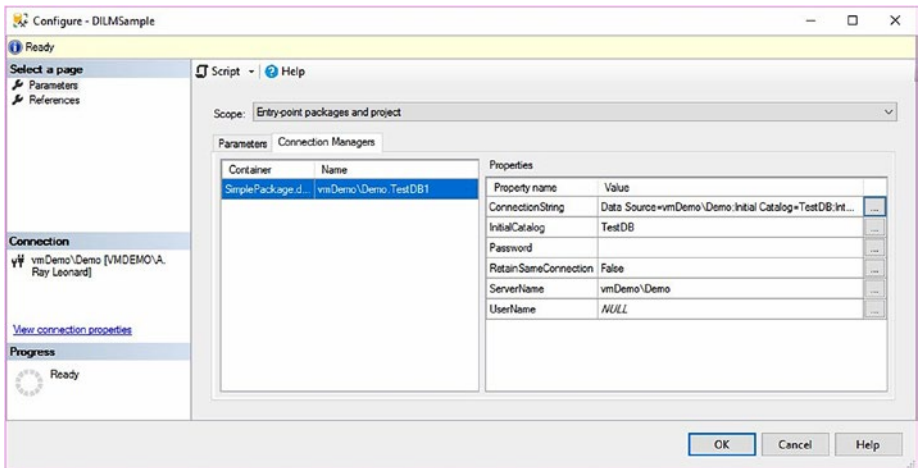 Configure - DILMSample
Ready
Select a page
Parameters
References
Script
Help
Scope: Entry-point packages and project
Parameters Connection Managers
Container Name
SimplePackage.d... vmDemo\Demo.TestDB1
Properties
Property name Value
ConnectionString Data Source=vmDemo\Demo;Initial Catalog=TestDB;Int...
InitialCatalog TestDB
Password
RetainSameConnection False
ServerName vmDemo\Demo
UserName NULL
Connection
vmDemo\Demo [VMDEMO\A.
Ray Leonard]
View connection properties
Progress
Ready
OK Cancel Help